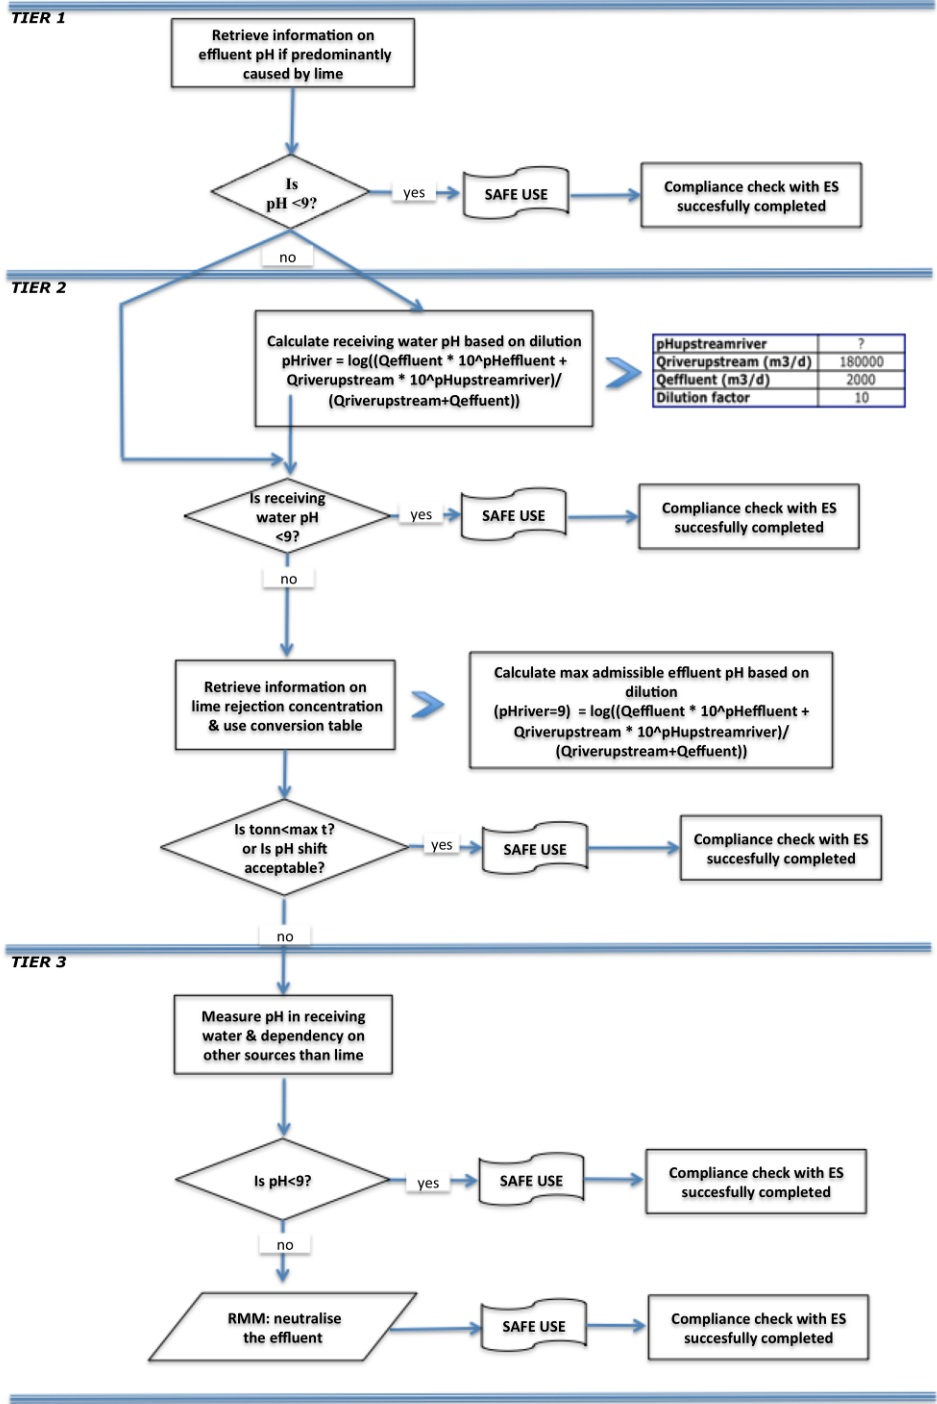 TIER 1
Retrieve information on
effluent pH if predominantly
caused by lime
Is
pH <9?
yes
SAFE USE
Compliance check with ES
succesfully completed
no
TIER 2
Calculate receiving water pH based on dilution
pHriver = log((Qeffluent * 10^pHeffluent +
Qriverupstream * 10^pHupstreamriver)/
(Qriverupstream+Qeffuent))
pHupstreamriver ?
Qriverupstream (m3/d) 180000
Qeffluent (m3/d) 2000
Dilution factor 10
Is receiving
water pH
<9?
yes
SAFE USE
Compliance check with ES
succesfully completed
no
Retrieve information on
lime rejection concentration
& use conversion table
Calculate max admissible effluent pH based on
dilution
(pHriver=9) = log((Qeffluent * 10^pHeffluent +
Qriverupstream * 10^pHupstreamriver)/
(Qriverupstream+Qeffuent))
Is tonn<max t?
or Is pH shift
acceptable?
yes
SAFE USE
Compliance check with ES
succesfully completed
no
TIER 3
Measure pH in receiving
water & dependency on
other sources than lime
Is pH<9?
yes
SAFE USE
Compliance check with ES
succesfully completed
no
RMM: neutralise
the effluent
SAFE USE
Compliance check with ES
succesfully completed